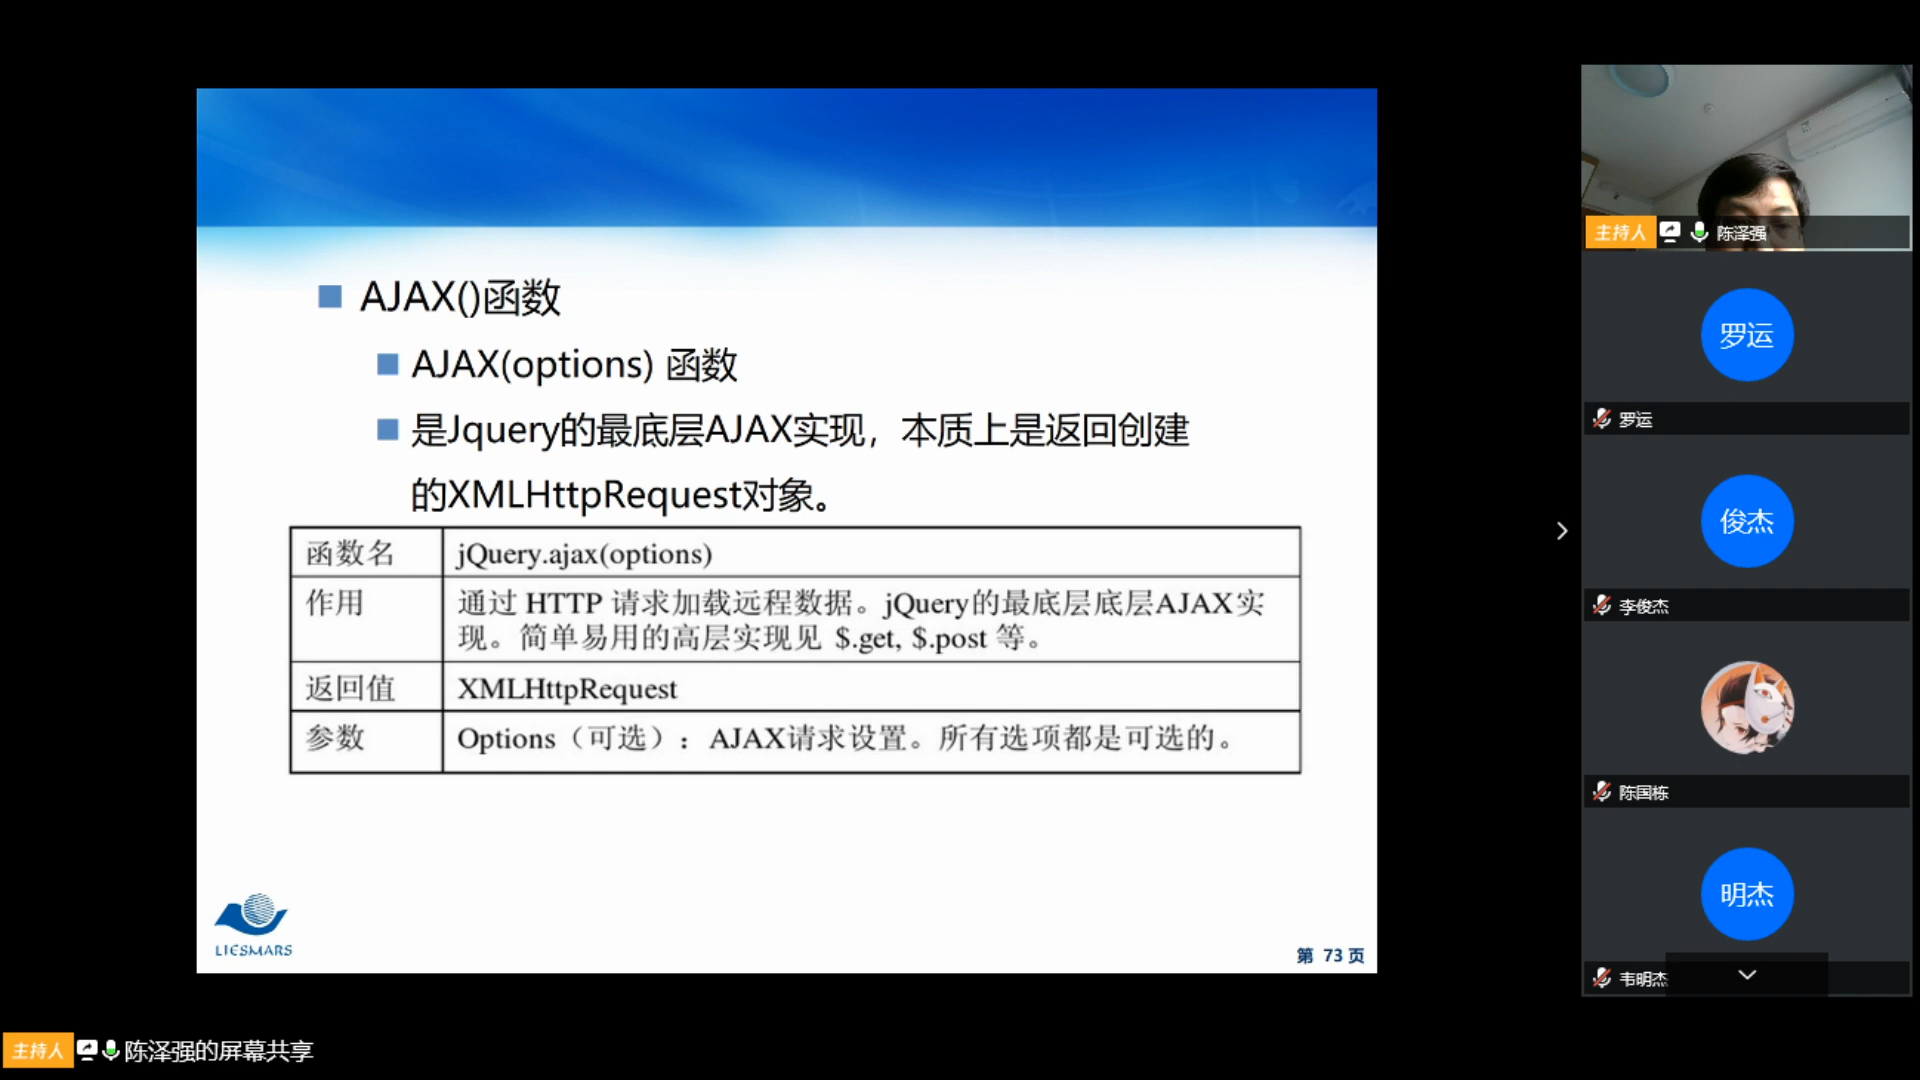 AJAX()函数
AJAX(options) 函数
是Jquery的最底层AJAX实现，本质上是返回创建
的XMLHttpRequest对象。
函数名 jQuery.ajax(options)
作用 通过 HTTP 请求加载远程数据。jQuery的最底层底层AJAX实
现。简单易用的高层实现见 $.get, $.post 等。
返回值 XMLHttpRequest
参数 Options（可选）：AJAX请求设置。所有选项都是可选的。
LIESMARS
第 73 页
主持人 陈泽强
罗运
罗运
俊杰
李俊杰
陈国栋
明杰
韦明杰
主持人 陈泽强的屏幕共享